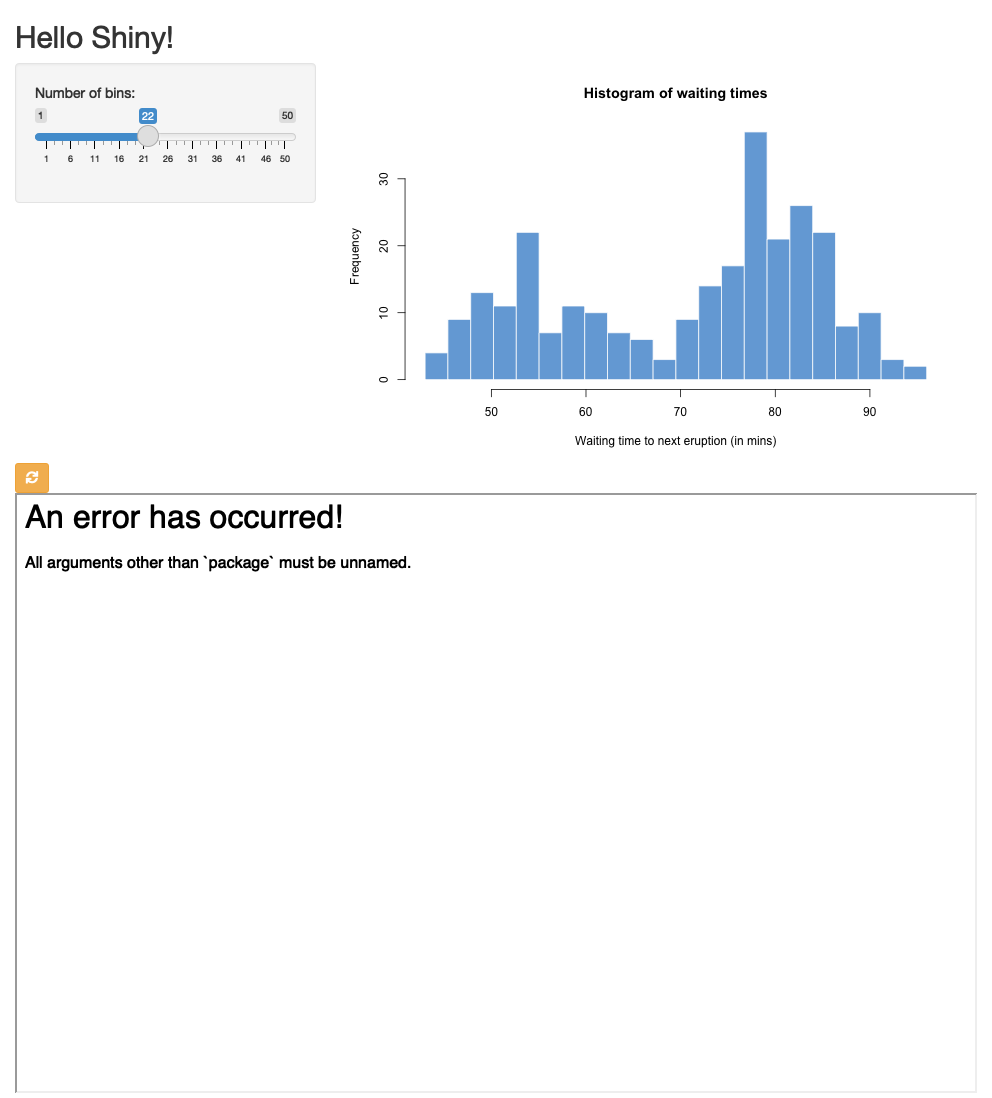 Hello Shiny!
Number of bins:
1 22 50
1 6 11 16 21 26 31 36 41 46 50
Histogram of waiting times
Frequency
30
20
10
0
50 60 70 80 90
Waiting time to next eruption (in mins)
An error has occurred!
All arguments other than `package` must be unnamed.